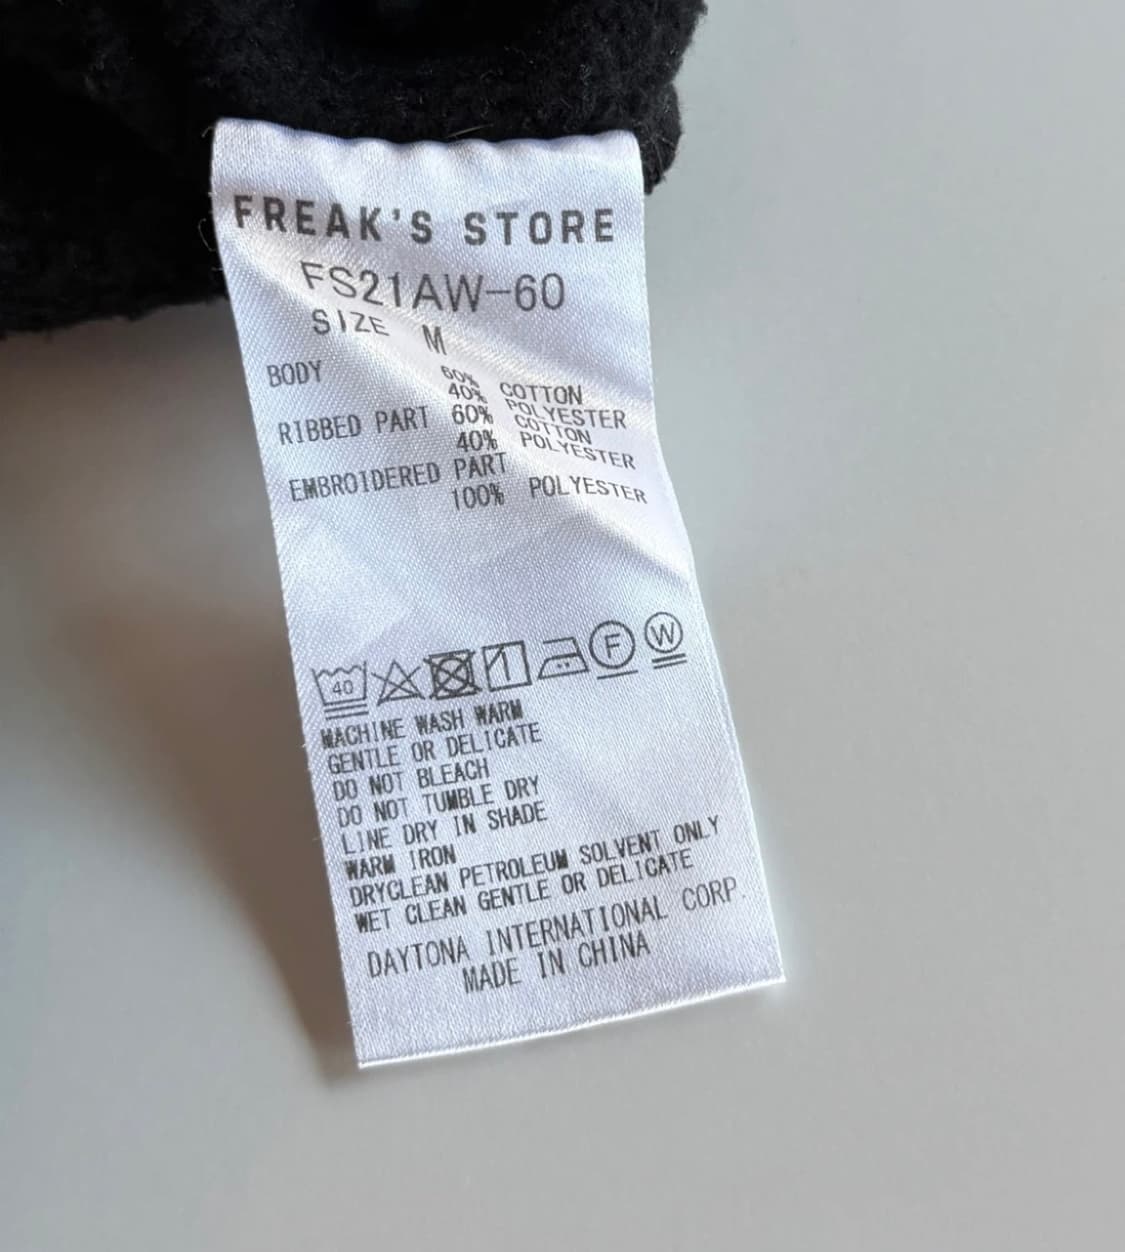 FREAK'S STORE
FS21AW-60
SIZE M
BODY 60% COTTON
40% POLYESTER
RIBBED PART 60% COTTON
40% POLYESTER
EMBROIDERED PART
100% POLYESTER
40 F W
MACHINE WASH WARM
GENTLE OR DELICATE
DO NOT BLEACH
DO NOT TUMBLE DRY
LINE DRY IN SHADE
WARM IRON
DRYCLEAN PETROLEUM SOLVENT ONLY
WET CLEAN GENTLE OR DELICATE
DAYTONA INTERNATIONAL CORP.
MADE IN CHINA